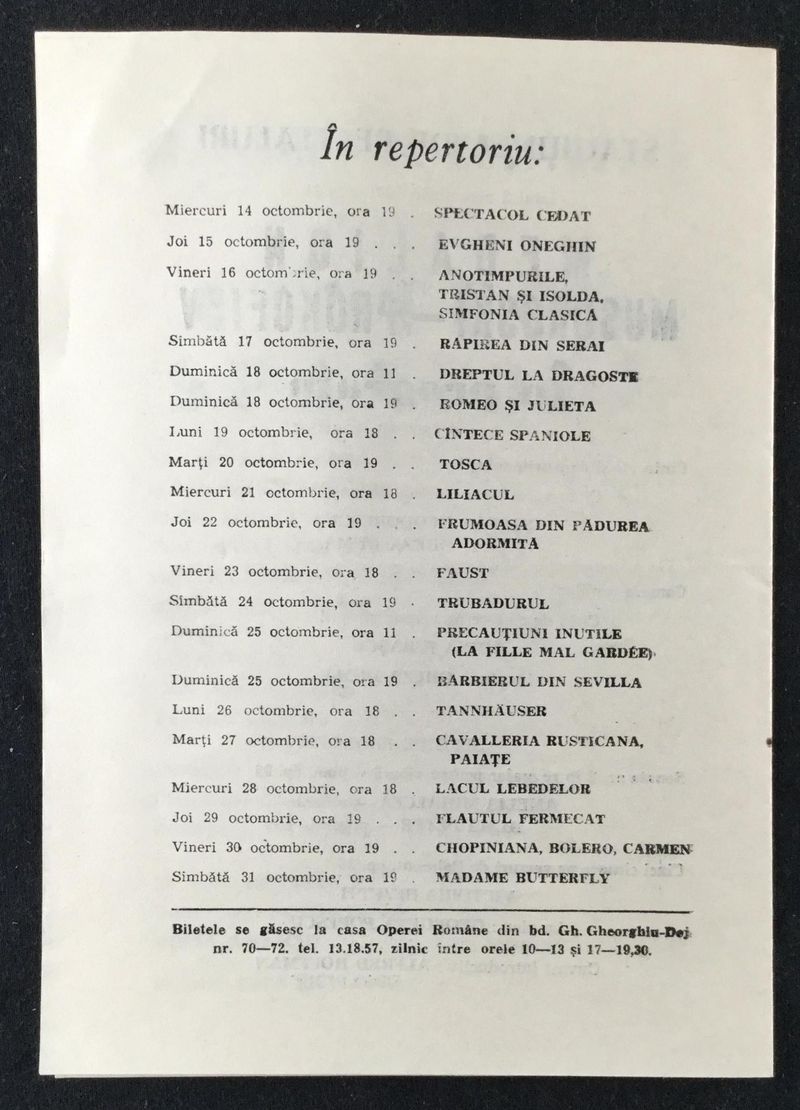 În repertoriu:
Miercuri 14 octombrie, ora 19 . SPECTACOL CEDAT
Joi 15 octombrie, ora 19 . . . EVGHENI ONEGHIN
Vineri 16 octombrie, ora 19 . . ANOTIMPURILE,
TRISTAN ȘI ISOLDA,
SIMFONIA CLASICĂ
Simbătă 17 octombrie, ora 19 . RĂPIREA DIN SERAI
Duminică 18 octombrie, ora 11 . DREPTUL LA DRAGOSTE
Duminică 18 octombrie, ora 19 . ROMEO ȘI JULIETA
Luni 19 octombrie, ora 18 . . CÎNTECE SPANIOLE
Marți 20 octombrie, ora 19 . . TOSCA
Miercuri 21 octombrie, ora 18 . LILIACUL
Joi 22 octombrie, ora 19 . . . FRUMOASA DIN PĂDUREA
ADORMITĂ
Vineri 23 octombrie, ora 18 . . FAUST
Simbătă 24 octombrie, ora 19 . TRUBADURUL
Duminică 25 octombrie, ora 11 . PRECAUȚIUNI INUTILE
(LA FILLE MAL GARDÉE)
Duminică 25 octombrie, ora 19 . BĂRBIERUL DIN SEVILLA
Luni 26 octombrie, ora 18 . . TANNHÄUSER
Marți 27 octombrie, ora 18 . . CAVALLERIA RUSTICANA,
PAIAȚE
Miercuri 28 octombrie, ora 18 . LACUL LEBEDELOR
Joi 29 octombrie, ora 19 . . . FLAUTUL FERMECAT
Vineri 30 octombrie, ora 19 . . CHOPINIANA, BOLERO, CARMEN
Simbătă 31 octombrie, ora 19 . MADAME BUTTERFLY
Biletele se găsesc la casa Operei Române din bd. Gh. Gheorghiu-Dej
nr. 70—72. tel. 13.18.57, zilnic între orele 10—13 și 17—19,30.